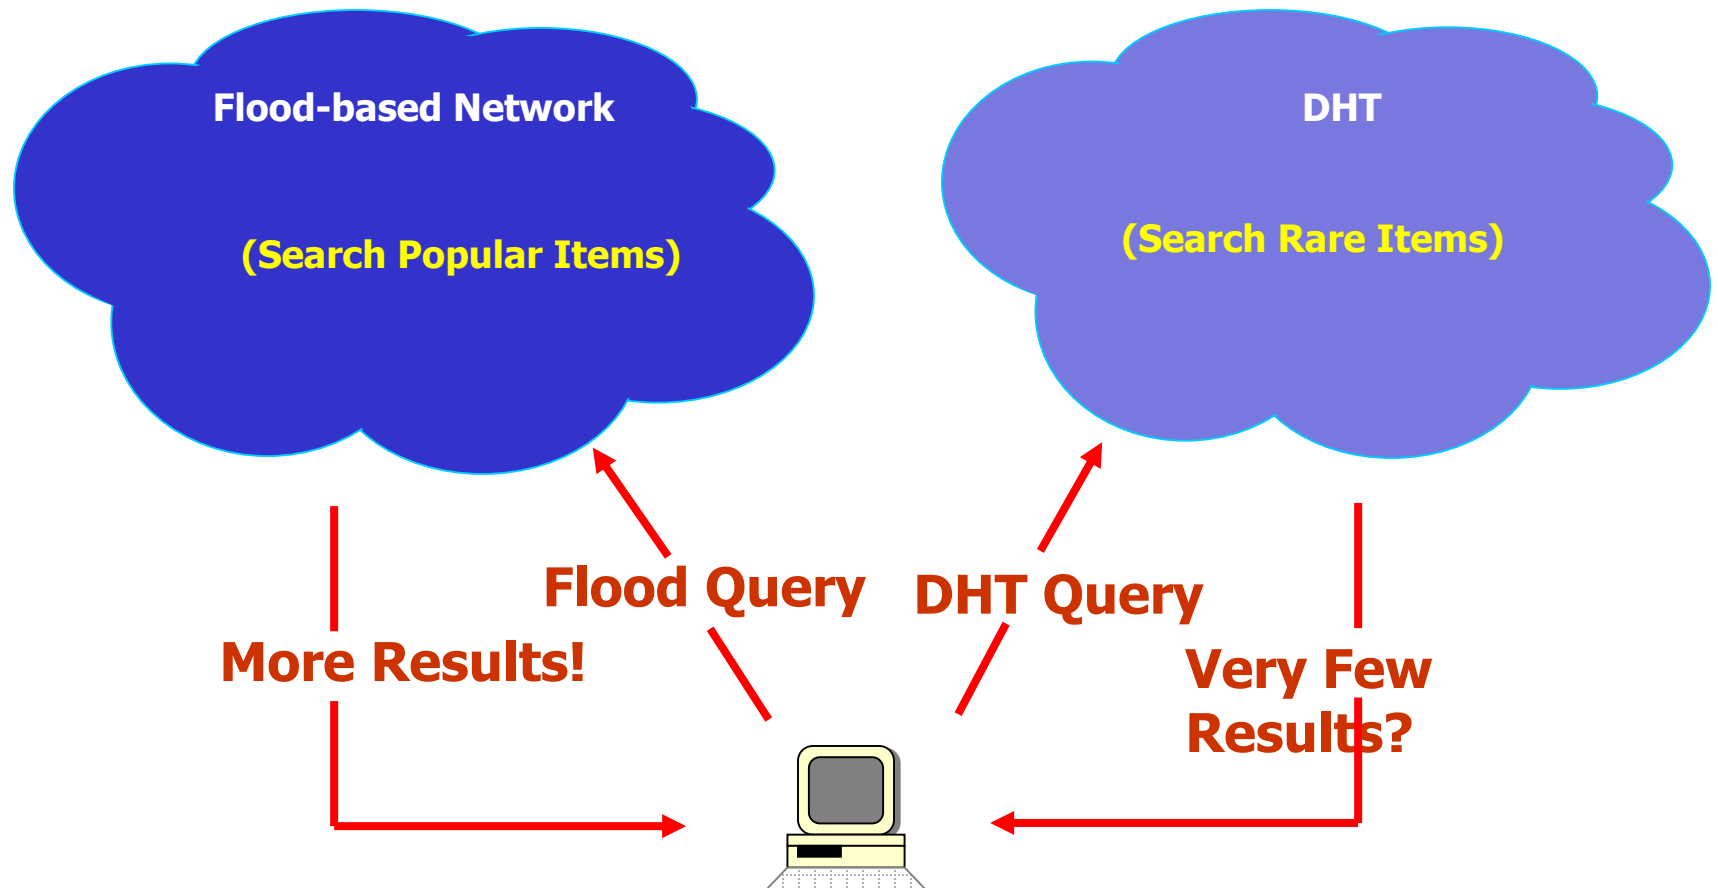 Flood-based Network
(Search Popular Items)
DHT
(Search Rare Items)
Flood Query
DHT Query
More Results!
Very Few
Results?